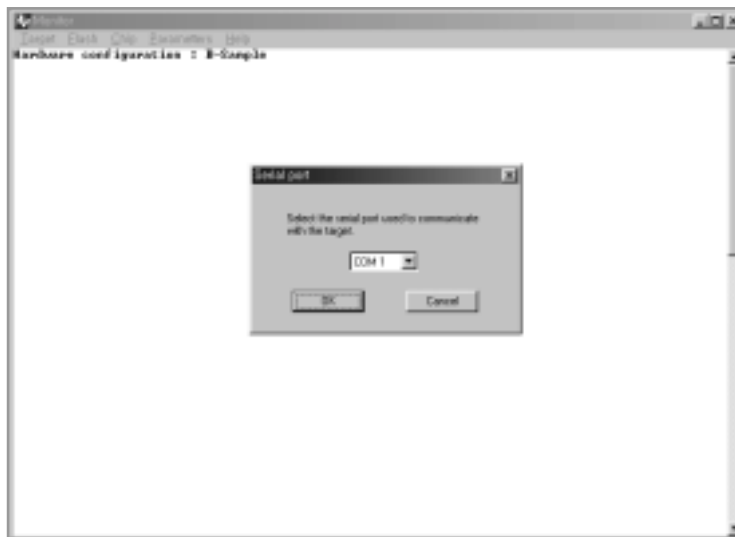 Monitor
Target Flash Chip Parameters Help
Hardware configuration : B-Sample
Serial port
Select the serial port used to communicate
with the target.
COM 1
OK
Cancel